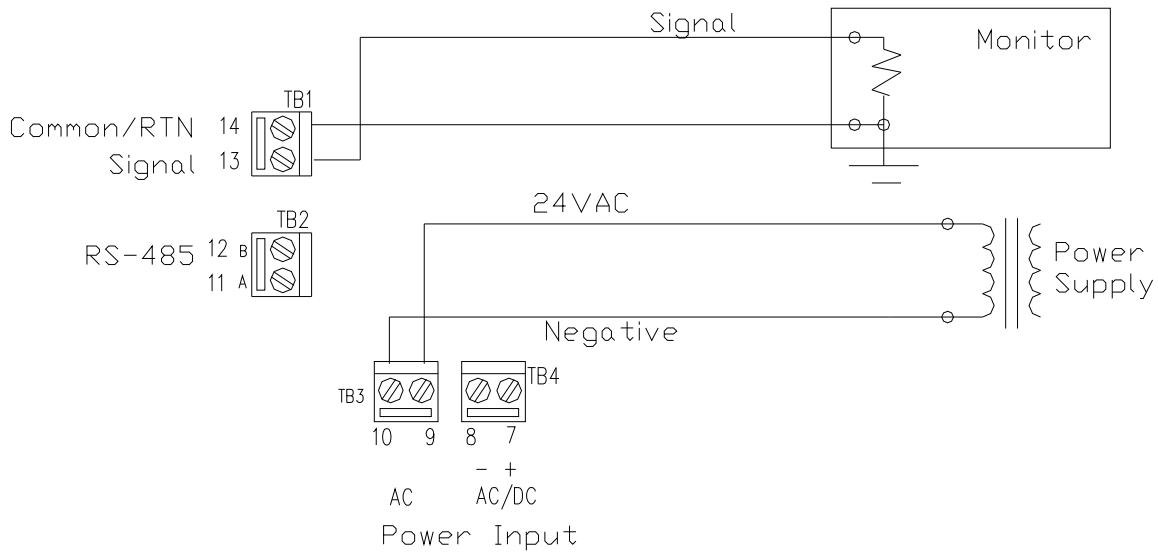 Signal
Monitor
TB1
Common/RTN 14
Signal 13
24VAC
TB2
RS-485 12 B
11 A
Power
Supply
Negative
TB3
TB4
10 9 8 7
- +
AC AC/DC
Power Input